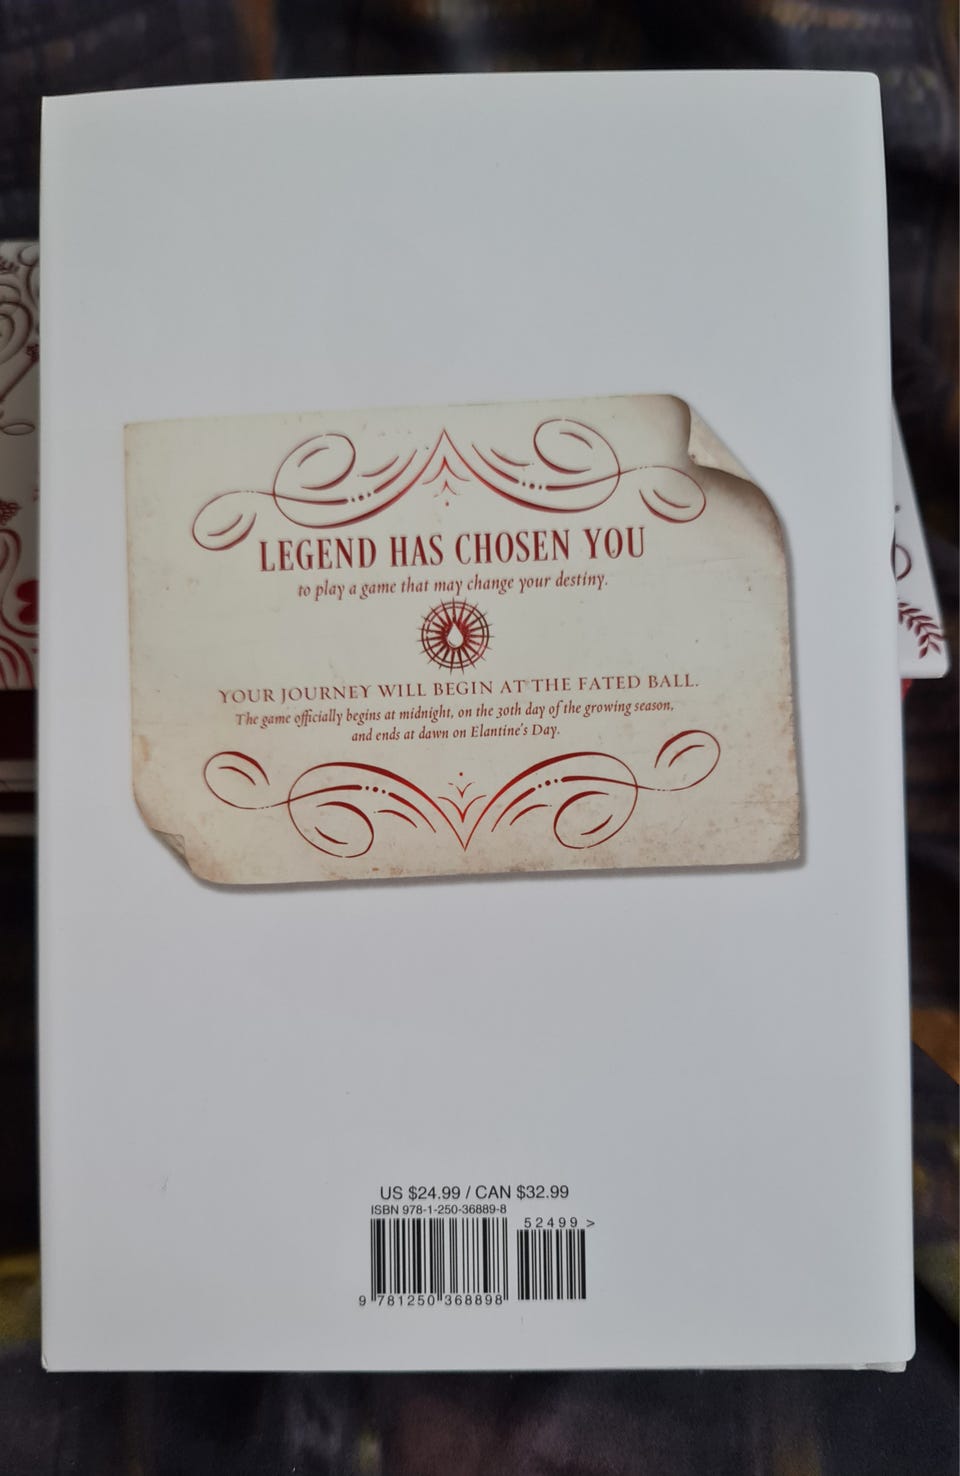 LEGEND HAS CHOSEN YOU
to play a game that may change your destiny.
YOUR JOURNEY WILL BEGIN AT THE FATED BALL.
The game officially begins at midnight, on the 30th day of the growing season,
and ends at dawn on Elantine's Day.
US $24.99 / CAN $32.99
ISBN 978-1-250-36889-8
52499 >
9 781250 368898